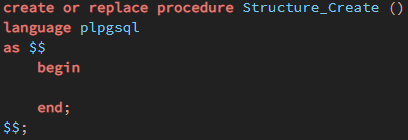 create or replace procedure Structure_Create ()
language plpgsql
as $$
    begin

    end;
$$;